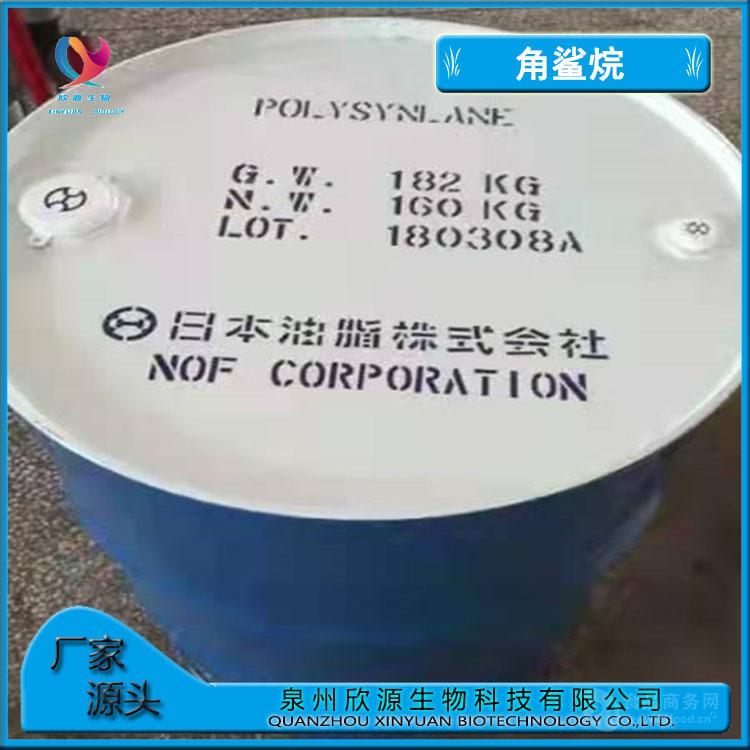 角鲨烷
欣源生物
XINYUAN BIOLOGY
POLYSYNLANE
G.W. 182 KG
N.W. 160 KG
LOT. 180308A
日本油脂株式会社
NOF CORPORATION
厂家
源头
泉州欣源生物科技有限公司
QUANZHOU XINYUAN BIOTECHNOLOGY CO.,LTD.